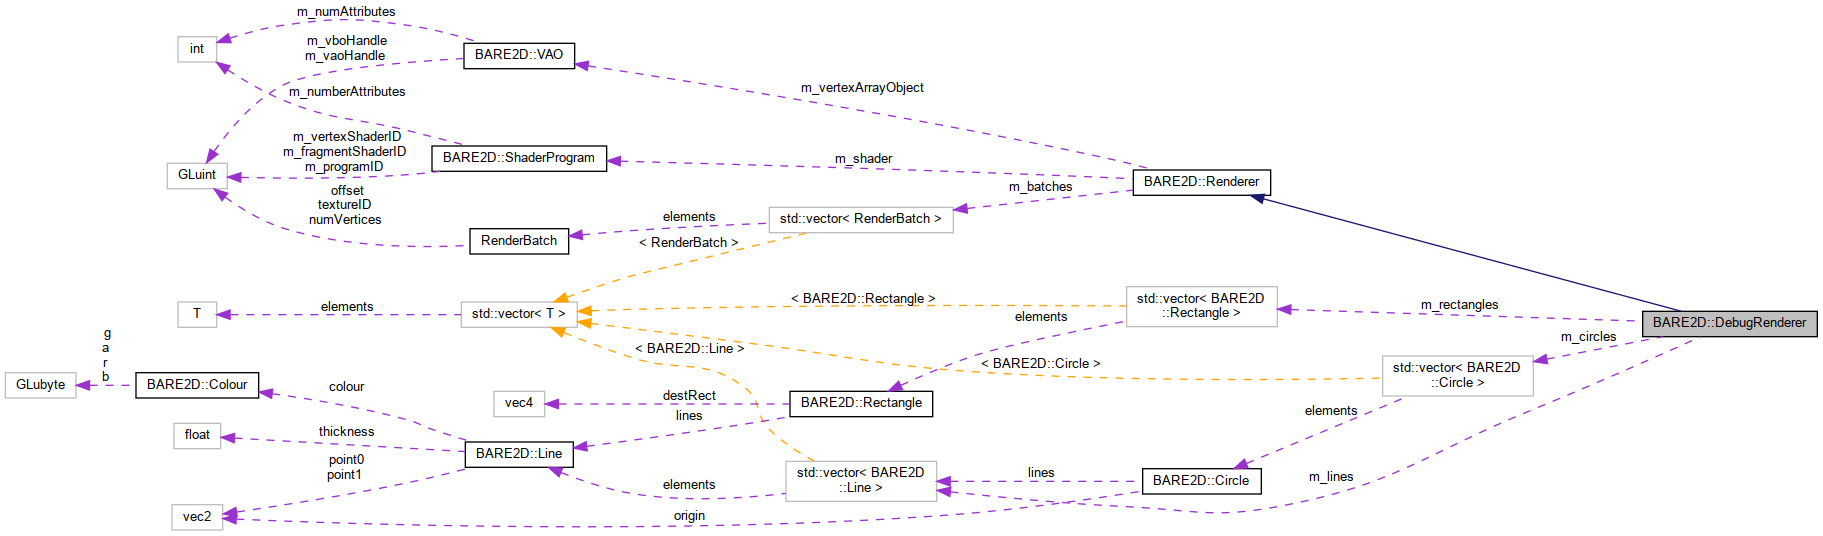 m_numAttributes
int
m_vboHandle
m_vaoHandle
BARE2D::VAO
m_numberAttributes
m_vertexArrayObject
m_vertexShaderID
m_fragmentShaderID
m_programID
GLuint
BARE2D::ShaderProgram
m_shader
BARE2D::Renderer
m_batches
offset
textureID
numVertices
elements
std::vector< RenderBatch >
RenderBatch
< RenderBatch >
T
elements
std::vector< T >
< BARE2D::Rectangle >
std::vector< BARE2D
::Rectangle >
m_rectangles
elements
BARE2D::DebugRenderer
m_circles
g
a
r
b
GLubyte
BARE2D::Colour
colour
< BARE2D::Line >
< BARE2D::Circle >
std::vector< BARE2D
::Circle >
vec4
destRect
BARE2D::Rectangle
lines
elements
float
thickness
BARE2D::Line
point0
point1
std::vector< BARE2D
::Line >
elements
lines
BARE2D::Circle
m_lines
vec2
origin